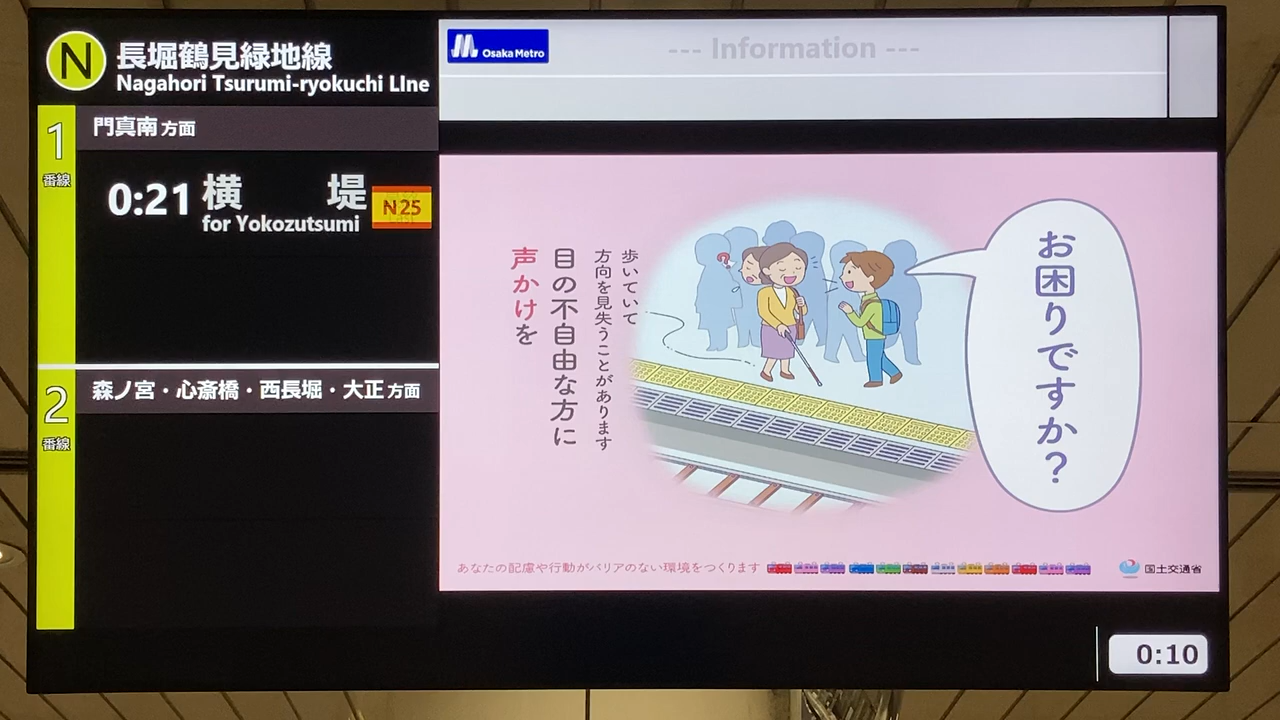 N
長堀鶴見緑地線
Nagahori Tsurumi-ryokuchi LIne
1
番線
門真南方面
0:21 横堤
for Yokozutsumi
N25
2
番線
森ノ宮・心斎橋・西長堀・大正方面
Osaka Metro
--- Information ---
お困りですか?
?
歩いていて
方向を見失うことがあります
目の不自由な方に
声かけを
あなたの配慮や行動がバリアのない環境をつくります
国土交通省
0:10